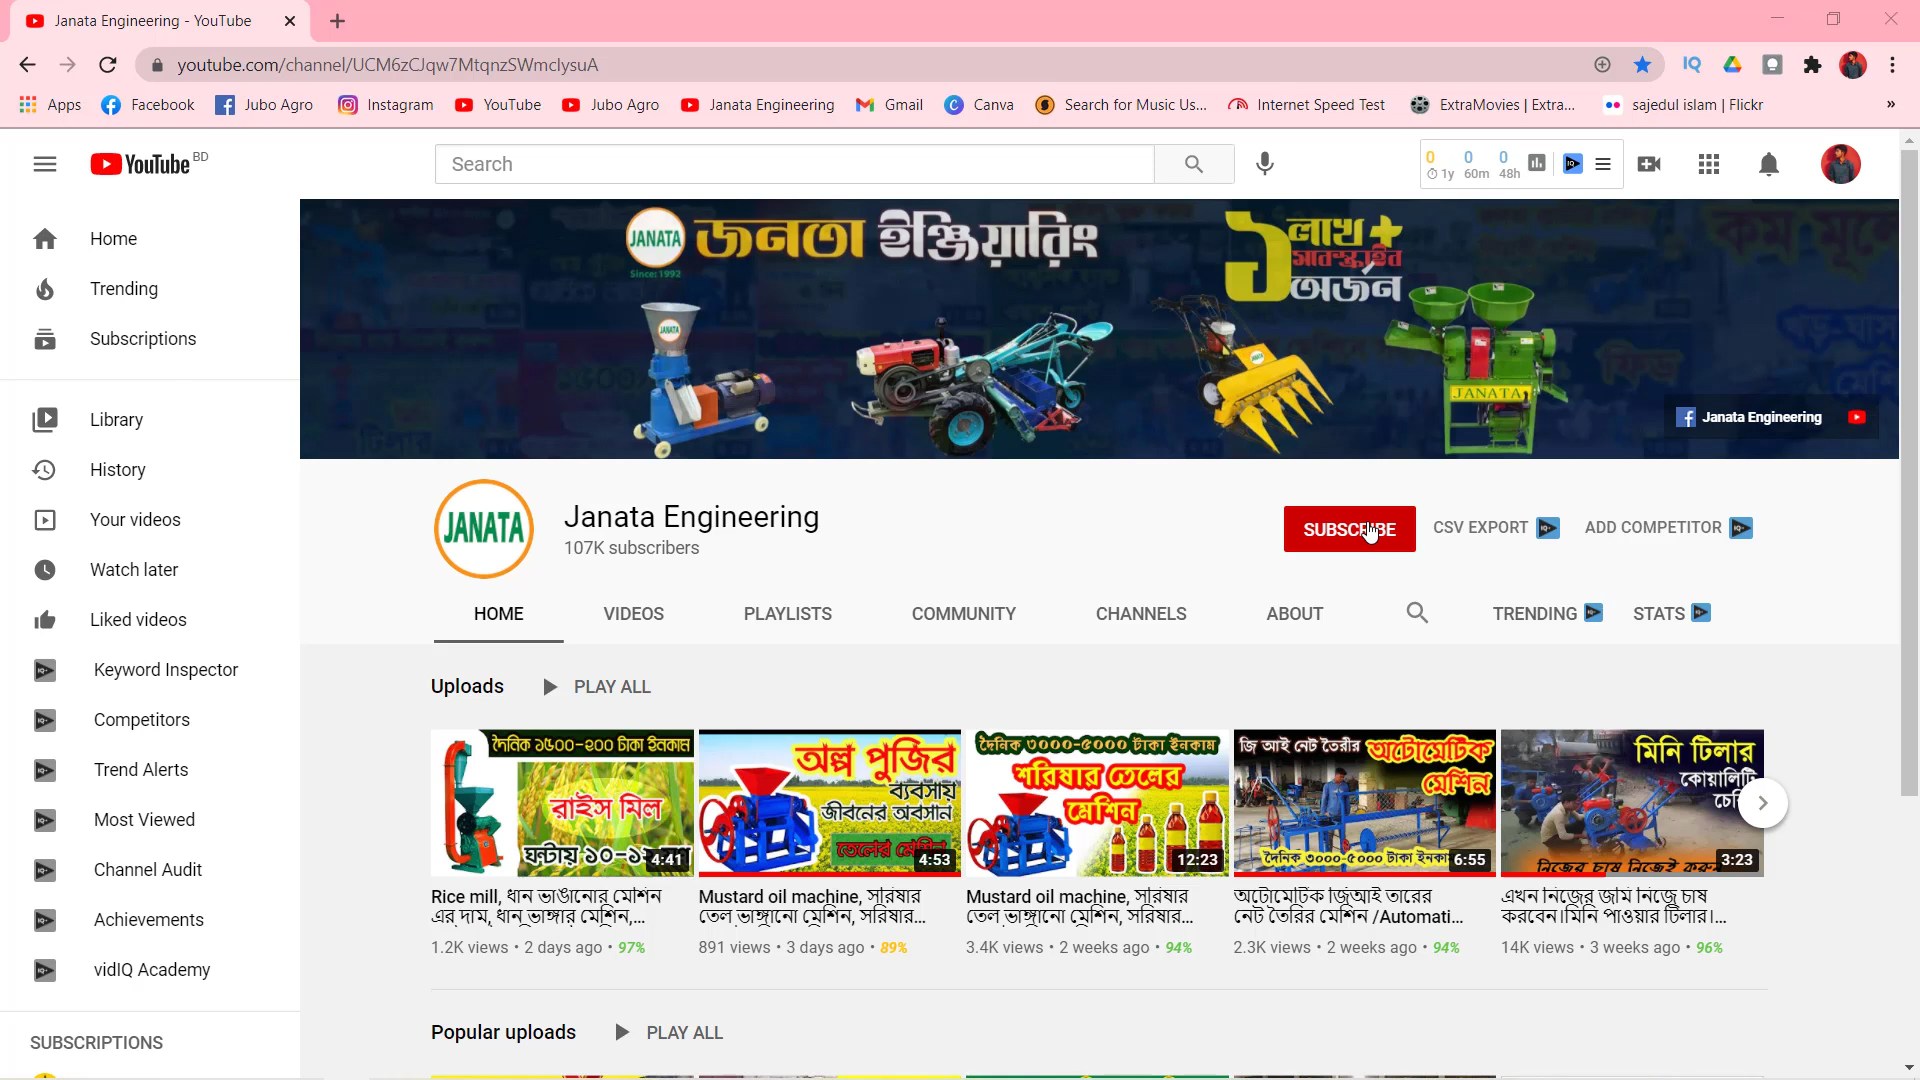 Janata Engineering - YouTube
youtube.com/channel/UCM6zCJqw7MtqnzSWmclysuA
Apps Facebook Jubo Agro Instagram YouTube Jubo Agro Janata Engineering Gmail Canva Search for Music Us... Internet Speed Test ExtraMovies | Extra... sajedul islam | Flickr »
YouTube BD
Search
0 0 0
1y 60m 48h
Home
Trending
Subscriptions
Library
History
Your videos
Watch later
Liked videos
Keyword Inspector
Competitors
Trend Alerts
Most Viewed
Channel Audit
Achievements
vidIQ Academy
SUBSCRIPTIONS
JANATA
Since:1992
জনতা ইঞ্জিয়ারিং
১ লাখ +
সাবস্ক্রাইব
অর্জন
JANATA
JANATA
Janata Engineering
JANATA
Janata Engineering
107K subscribers
SUBSCRIBE
CSV EXPORT
ADD COMPETITOR
HOME VIDEOS PLAYLISTS COMMUNITY CHANNELS ABOUT TRENDING STATS
Uploads PLAY ALL
দৈনিক ১৫০০-২০০ টাকা ইনকাম
রাইস মিল
ঘন্টায় ১০-১
4:41
Rice mill, ধান ভাঙানোর মেশিন
এর দাম, ধান ভাঙ্গার মেশিন,...
1.2K views • 2 days ago • 97%
অল্প পুজির
ব্যবসায়
জীবনের অবসান
তেলের মেশিন
4:53
Mustard oil machine, সরিষার
তেল ভাঙ্গানো মেশিন, সরিষার...
891 views • 3 days ago • 89%
দৈনিক ৩০০০-৫০০০ টাকা ইনকাম
শরিষার তেলের
মেশিন
12:23
Mustard oil machine, সরিষার
তেল ভাঙ্গানো মেশিন, সরিষার...
3.4K views • 2 weeks ago • 94%
জি আই নেট তৈরীর অটোমেটিক
মেশিন
দৈনিক ৩০০০-৫০০০ টাকা ইনকা
6:55
অটোমেটিক জিআই তারের
নেট তৈরির মেশিন /Automati...
2.3K views • 2 weeks ago • 94%
মিনি টিলার
কোয়ালিটি
নিজের চাষ নিজেই করুন
3:23
এখন নিজের জমি নিজে চাষ
করবেন।মিনি পাওয়ার টিলার।...
14K views • 3 weeks ago • 96%
Popular uploads PLAY ALL